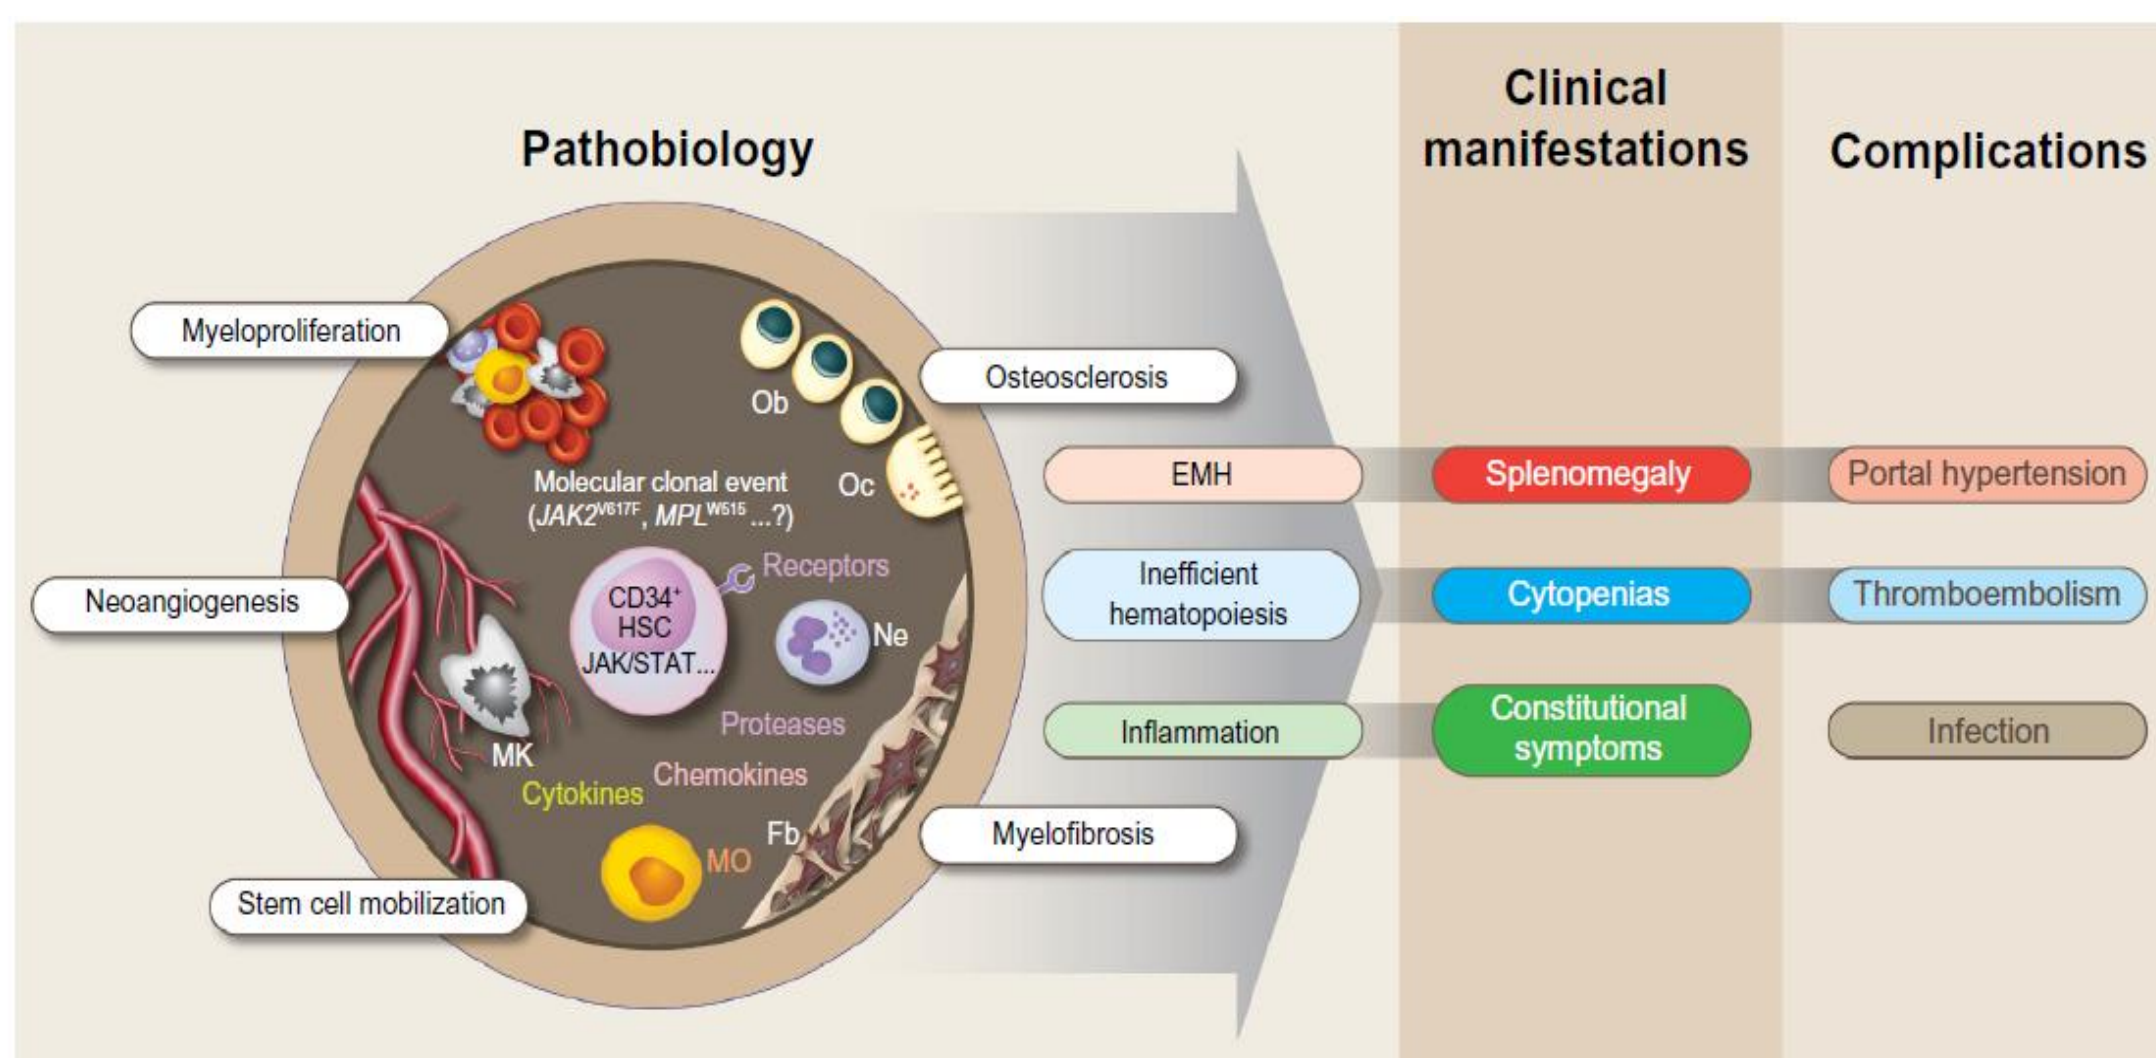 Pathobiology
Clinical
manifestations
Complications
Myeloproliferation
Neoangiogenesis
Stem cell mobilization
Osteosclerosis
Myelofibrosis
Ob
Oc
Molecular clonal event
(JAK2V617F, MPLW515 ...?)
Receptors
CD34+
HSC
JAK/STAT...
Ne
MK
Proteases
Chemokines
Cytokines
Fb
MO
EMH
Splenomegaly
Portal hypertension
Inefficient
hematopoiesis
Cytopenias
Thromboembolism
Inflammation
Constitutional
symptoms
Infection